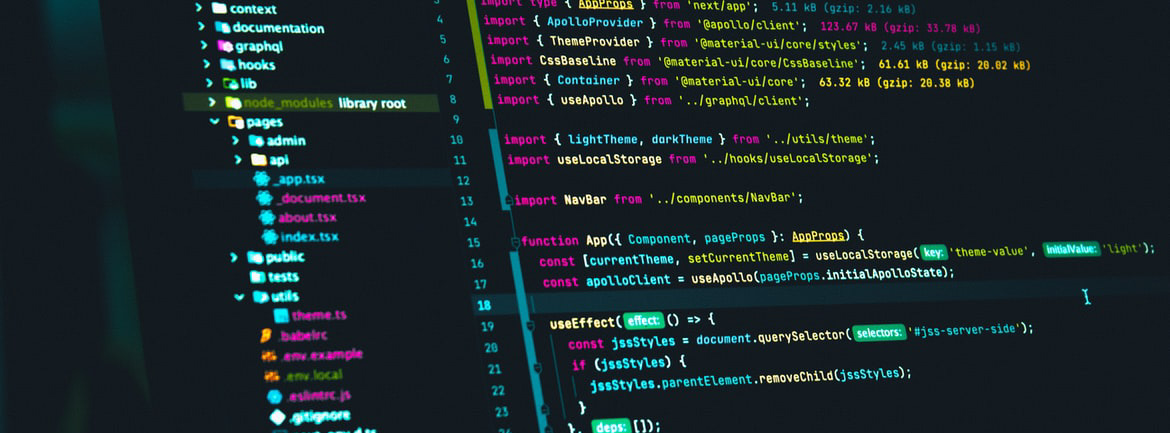 context
documentation
graphql
hooks
lib
node_modules library root
pages
admin
api
_app.tsx
_document.tsx
about.tsx
index.tsx
public
tests
utils
theme.ts
.babelrc
.env.example
.env.local
.eslintrc.js
.gitignore
3 import type { AppProps } from 'next/app'; 5.11 kB (gzip: 2.16 kB)
4 import { ApolloProvider } from '@apollo/client'; 123.67 kB (gzip: 33.78 kB)
5 import { ThemeProvider } from '@material-ui/core/styles'; 2.45 kB (gzip: 1.15 kB)
6 import CssBaseline from '@material-ui/core/CssBaseline'; 61.61 kB (gzip: 20.02 kB)
7 import { Container } from '@material-ui/core'; 63.32 kB (gzip: 20.38 kB)
8 import { useApollo } from '../graphql/client';
9
10 import { lightTheme, darkTheme } from '../utils/theme';
11 import useLocalStorage from '../hooks/useLocalStorage';
12
13 import NavBar from '../components/NavBar';
14
15 function App({ Component, pageProps }: AppProps) {
16 const [currentTheme, setCurrentTheme] = useLocalStorage( key: 'theme-value', initialValue: 'light');
17 const apolloClient = useApollo(pageProps.initialApolloState);
18
19 useEffect( effect: () => {
20 const jssStyles = document.querySelector( selectors: '#jss-server-side');
21 if (jssStyles) {
22 jssStyles.parentElement.removeChild(jssStyles);
23 }
24 }, deps: []);